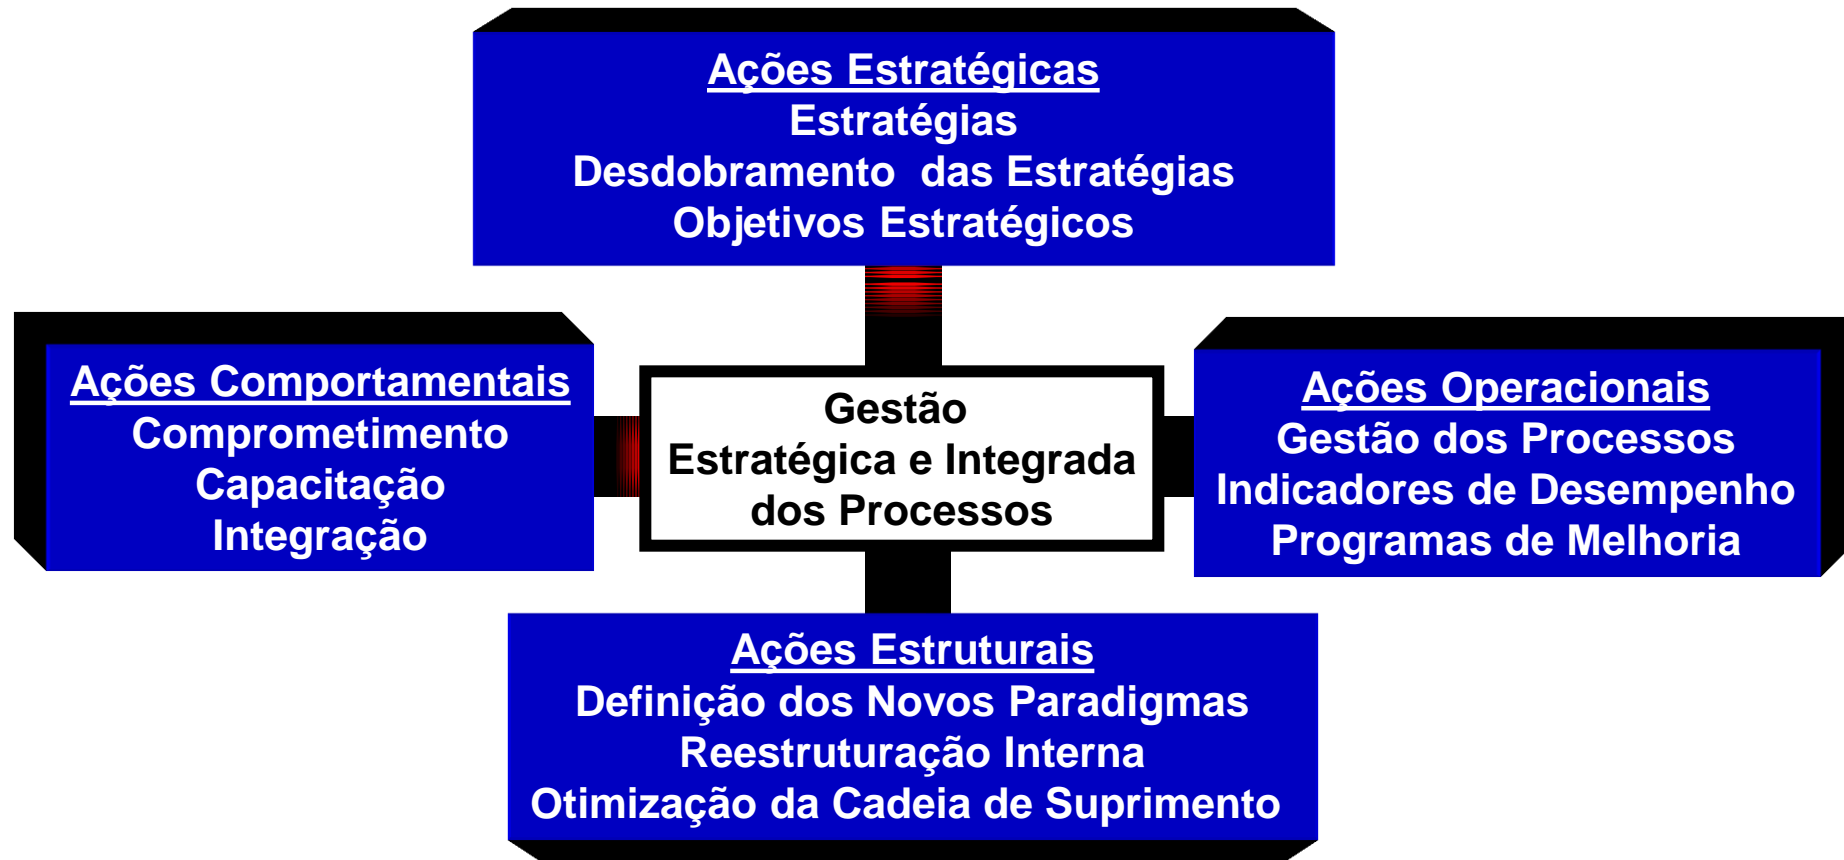 Ações Estratégicas
Estratégias
Desdobramento das Estratégias
Objetivos Estratégicos
Ações Comportamentais
Comprometimento
Capacitação
Integração
Gestão
Estratégica e Integrada
dos Processos
Ações Operacionais
Gestão dos Processos
Indicadores de Desempenho
Programas de Melhoria
Ações Estruturais
Definição dos Novos Paradigmas
Reestruturação Interna
Otimização da Cadeia de Suprimento